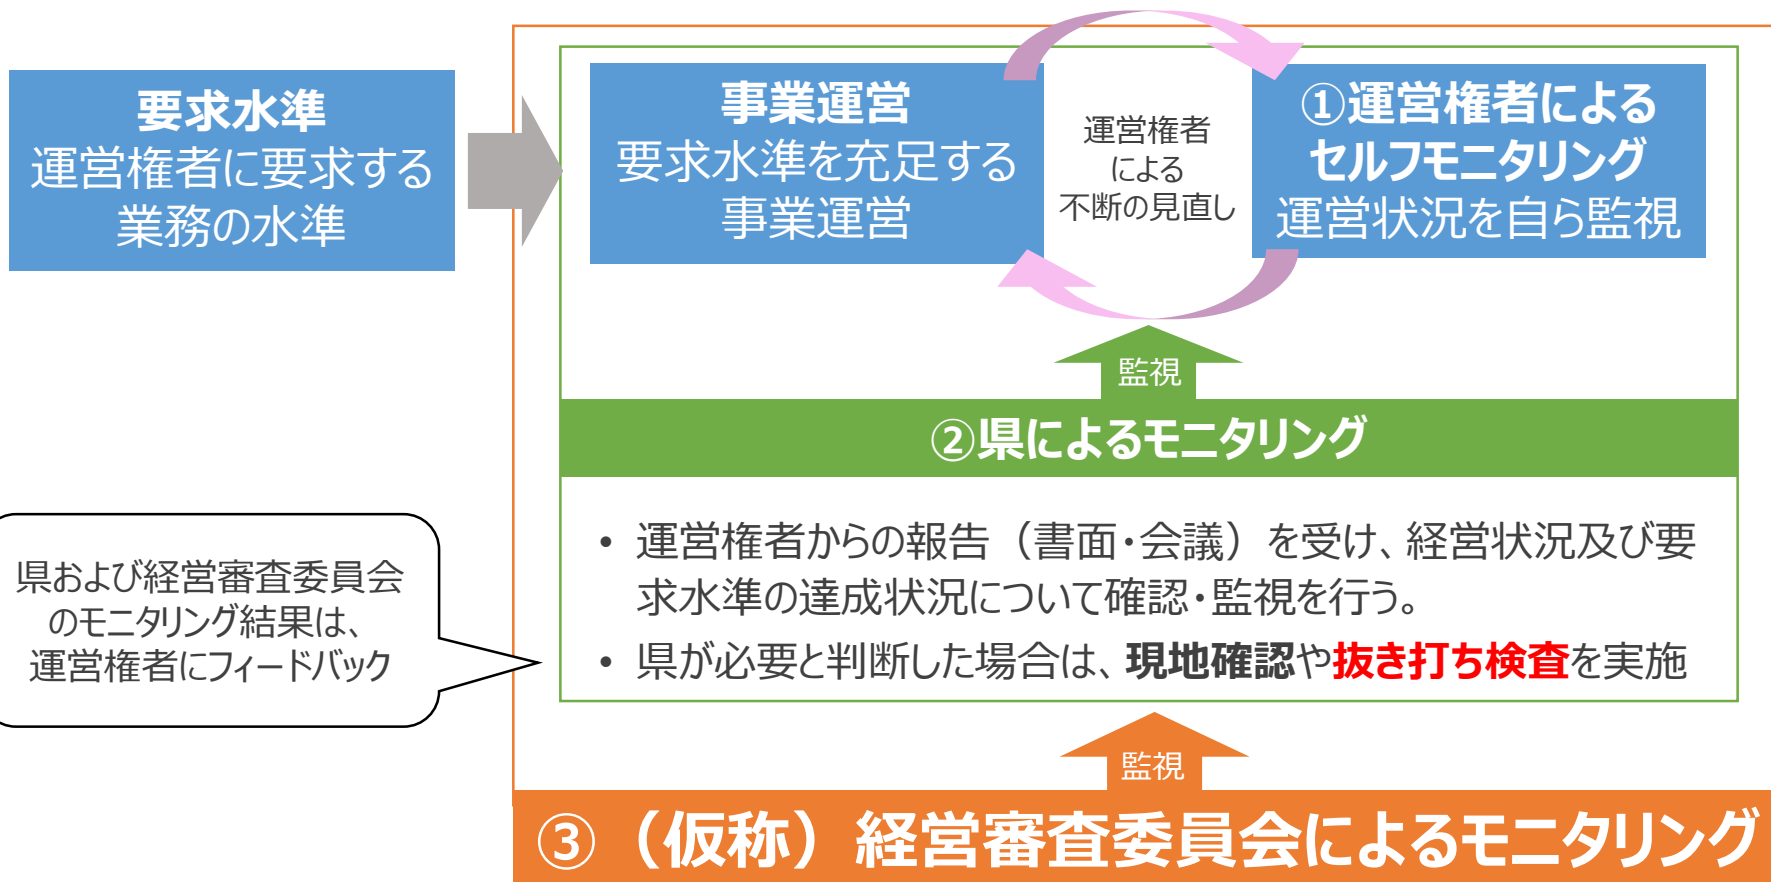 要求水準
運営権者に要求する
業務の水準
事業運営
要求水準を充足する
事業運営
運営権者
による
不断の見直し
①運営権者による
セルフモニタリング
運営状況を自ら監視
監視
②県によるモニタリング
• 運営権者からの報告（書面・会議）を受け、経営状況及び要
求水準の達成状況について確認・監視を行う。
• 県が必要と判断した場合は、現地確認や抜き打ち検査を実施
県および経営審査委員会
のモニタリング結果は、
運営権者にフィードバック
監視
③（仮称）経営審査委員会によるモニタリング